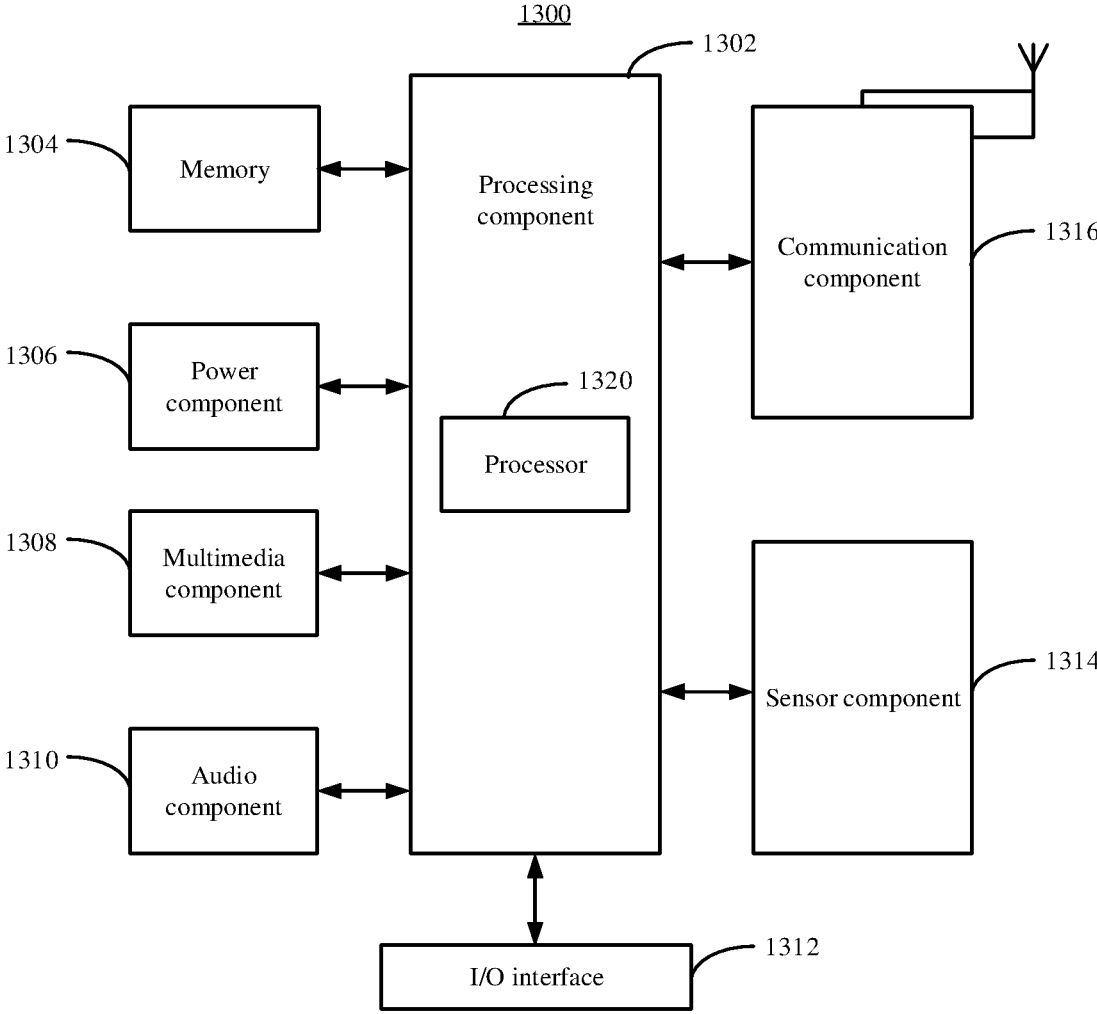 1300
1302
1304
Memory
Processing
component
Communication
component
1316
1306
Power
component
1320
Processor
1308
Multimedia
component
1314
Sensor component
1310
Audio
component
1312
I/O interface